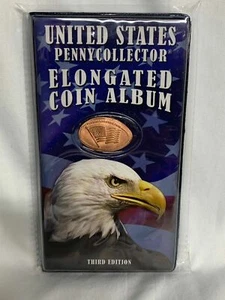 UNITED STATES
PENNYCOLLECTOR
ELONGATED
COIN ALBUM
THIRD EDITION